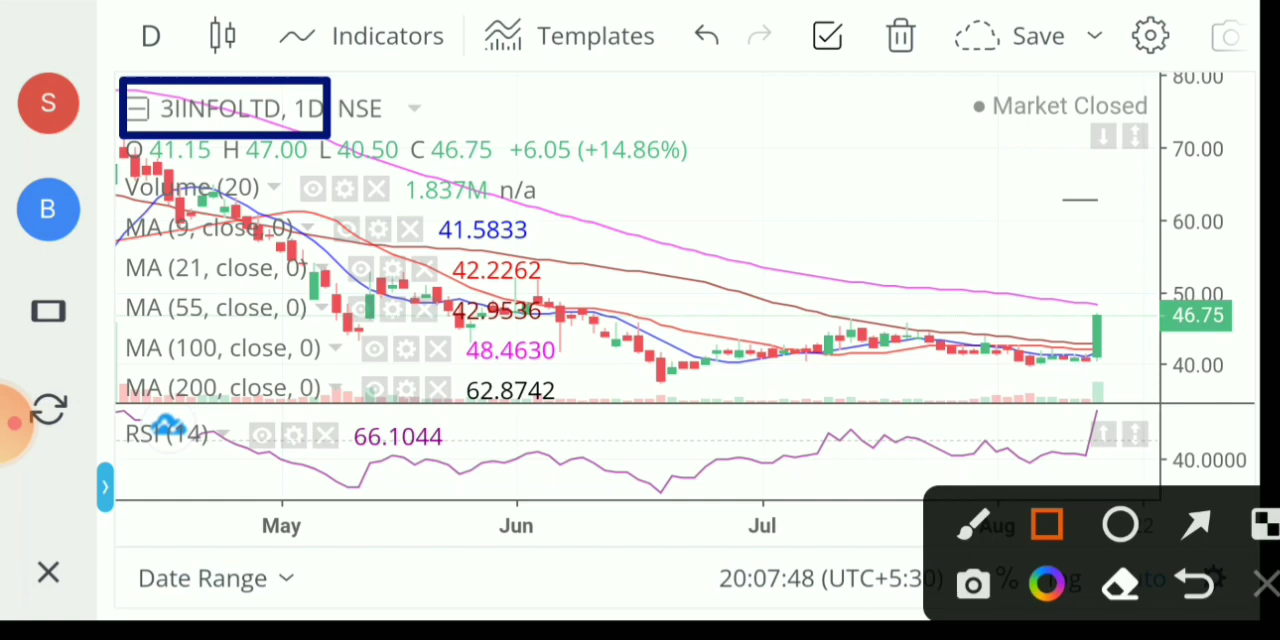 D Indicators Templates Save
S
3IINFOLTD, 1D NSE
Market Closed
O 41.15 H 47.00 L 40.50 C 46.75 +6.05 (+14.86%)
Volume (20) 1.837M n/a
B
MA (9, close, 0) 41.5833
MA (21, close, 0) 42.2262
MA (55, close, 0) 42.9536
MA (100, close, 0) 48.4630
MA (200, close, 0) 62.8742
80.00
70.00
60.00
50.00
46.75
40.00
RSI (14) 66.1044
40.0000
May Jun Jul Aug
Date Range 20:07:48 (UTC+5:30) %